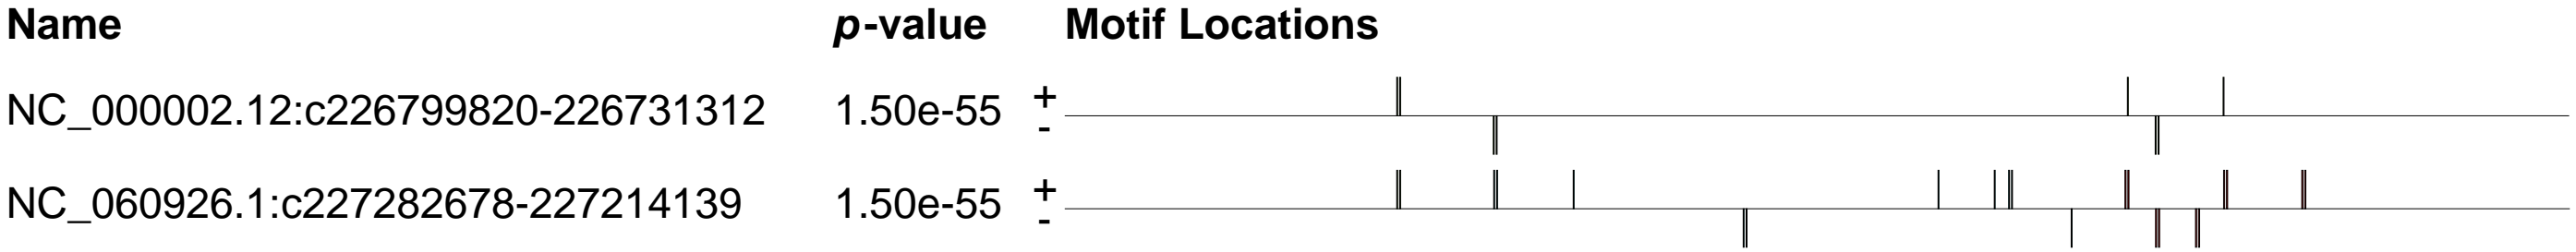 Name p-value Motif Locations
NC_000002.12:c226799820-226731312 1.50e-55 +
-
NC_060926.1:c227282678-227214139 1.50e-55 +
-